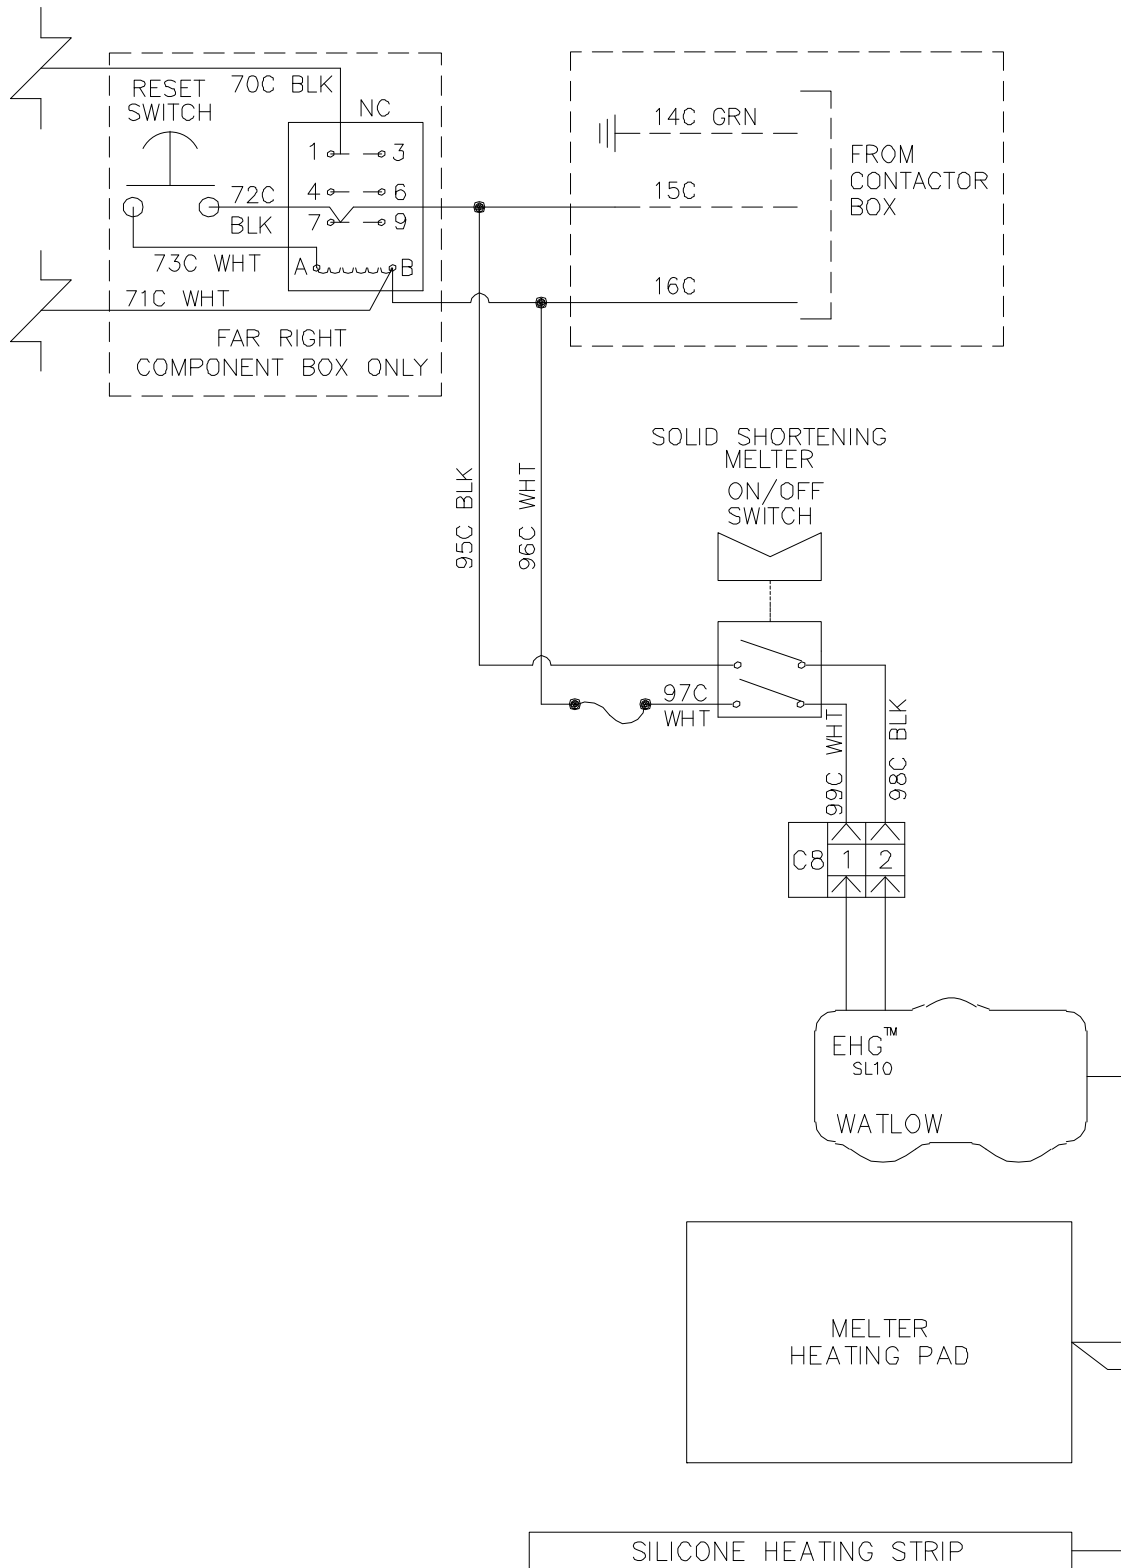 70C BLK
RESET
SWITCH
NC
1
3
4
6
7
9
A
B
72C
BLK
73C WHT
71C WHT
FAR RIGHT
COMPONENT BOX ONLY
14C GRN
15C
16C
FROM
CONTACTOR
BOX
SOLID SHORTENING
MELTER
ON/OFF
SWITCH
95C BLK
96C WHT
97C
WHT
99C WHT
98C BLK
C8
1
2
EHG™
SL10
WATLOW
MELTER
HEATING PAD
SILICONE HEATING STRIP